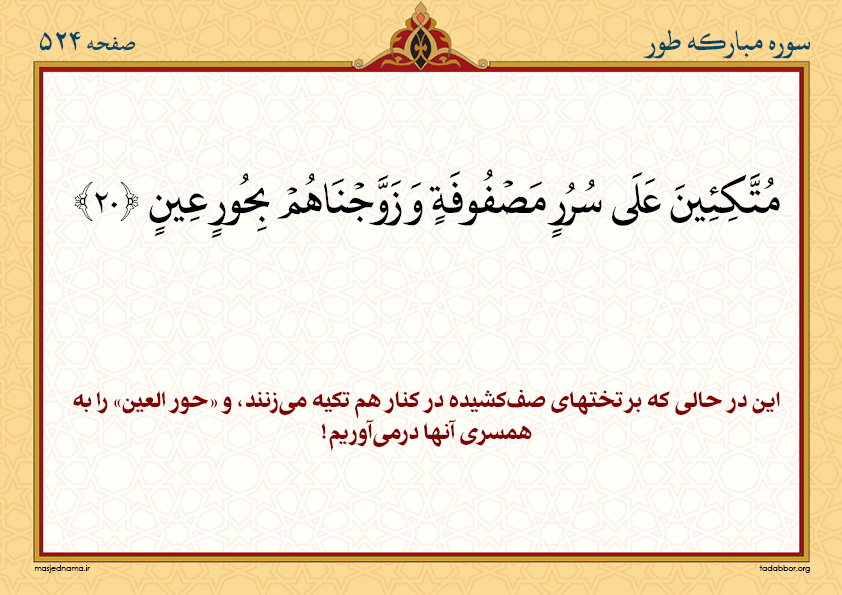 سوره مبارکه طور
صفحه ۵۲۴
مُتَّكِئِينَ عَلَى سُرُرٍ مَصْفُوفَةٍ وَزَوَّجْنَاهُمْ بِحُورٍ عِينٍ ﴿۲۰﴾
این در حالی که بر تختهای صف‌کشیده در کنار هم تکیه می‌زنند، و «حور العین» را به
همسری آنها درمی‌آوریم!
tadabbor.org
masjednama.ir